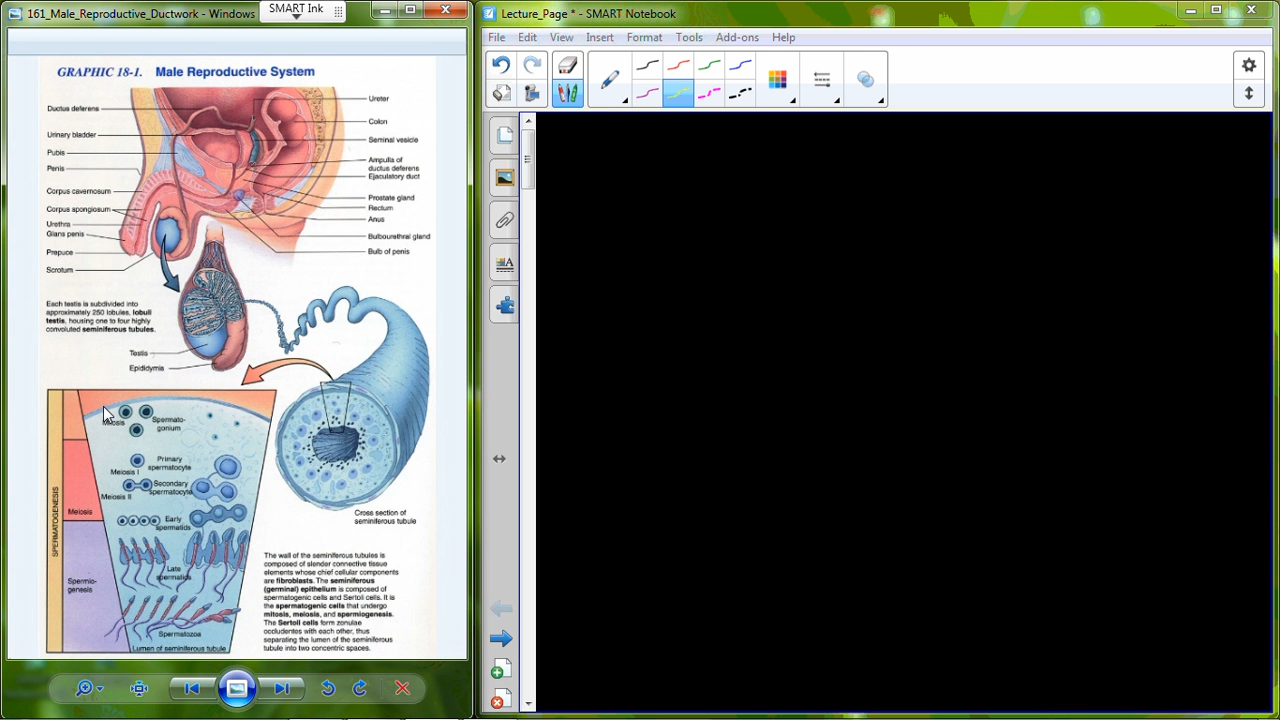 161_Male_Reproductive_Ductwork - Windows
SMART Ink
GRAPHIC 18-1. Male Reproductive System
Ductus deferens
Urinary bladder
Pubis
Penis
Corpus cavernosum
Corpus spongiosum
Urethra
Glans penis
Prepuce
Scrotum
Ureter
Colon
Seminal vesicle
Ampulla of
ductus deferens
Ejaculatory duct
Prostate gland
Rectum
Anus
Bulbourethral gland
Bulb of penis
Each testis is subdivided into
approximately 250 lobules, lobuli
testis, housing one to four highly
convoluted seminiferous tubules.
Testis
Epididymis
SPERMATOGENESIS
Meiosis
Spermio-
genesis
Spermato-
gonium
Primary
spermatocyte
Meiosis I
Secondary
spermatocyte
Meiosis II
Early
spermatids
Late
spermatids
Spermatozoa
Lumen of seminiferous tubule
Cross section of
seminiferous tubule
The wall of the seminiferous tubules is
composed of slender connective tissue
elements whose chief cellular components
are fibroblasts. The seminiferous
(germinal) epithelium is composed of
spermatogenic cells and Sertoli cells. It is
the spermatogenic cells that undergo
mitosis, meiosis, and spermiogenesis.
The Sertoli cells form zonulae
occludentes with each other, thus
separating the lumen of the seminiferous
tubule into two concentric spaces.
Lecture_Page * - SMART Notebook
File Edit View Insert Format Tools Add-ons Help